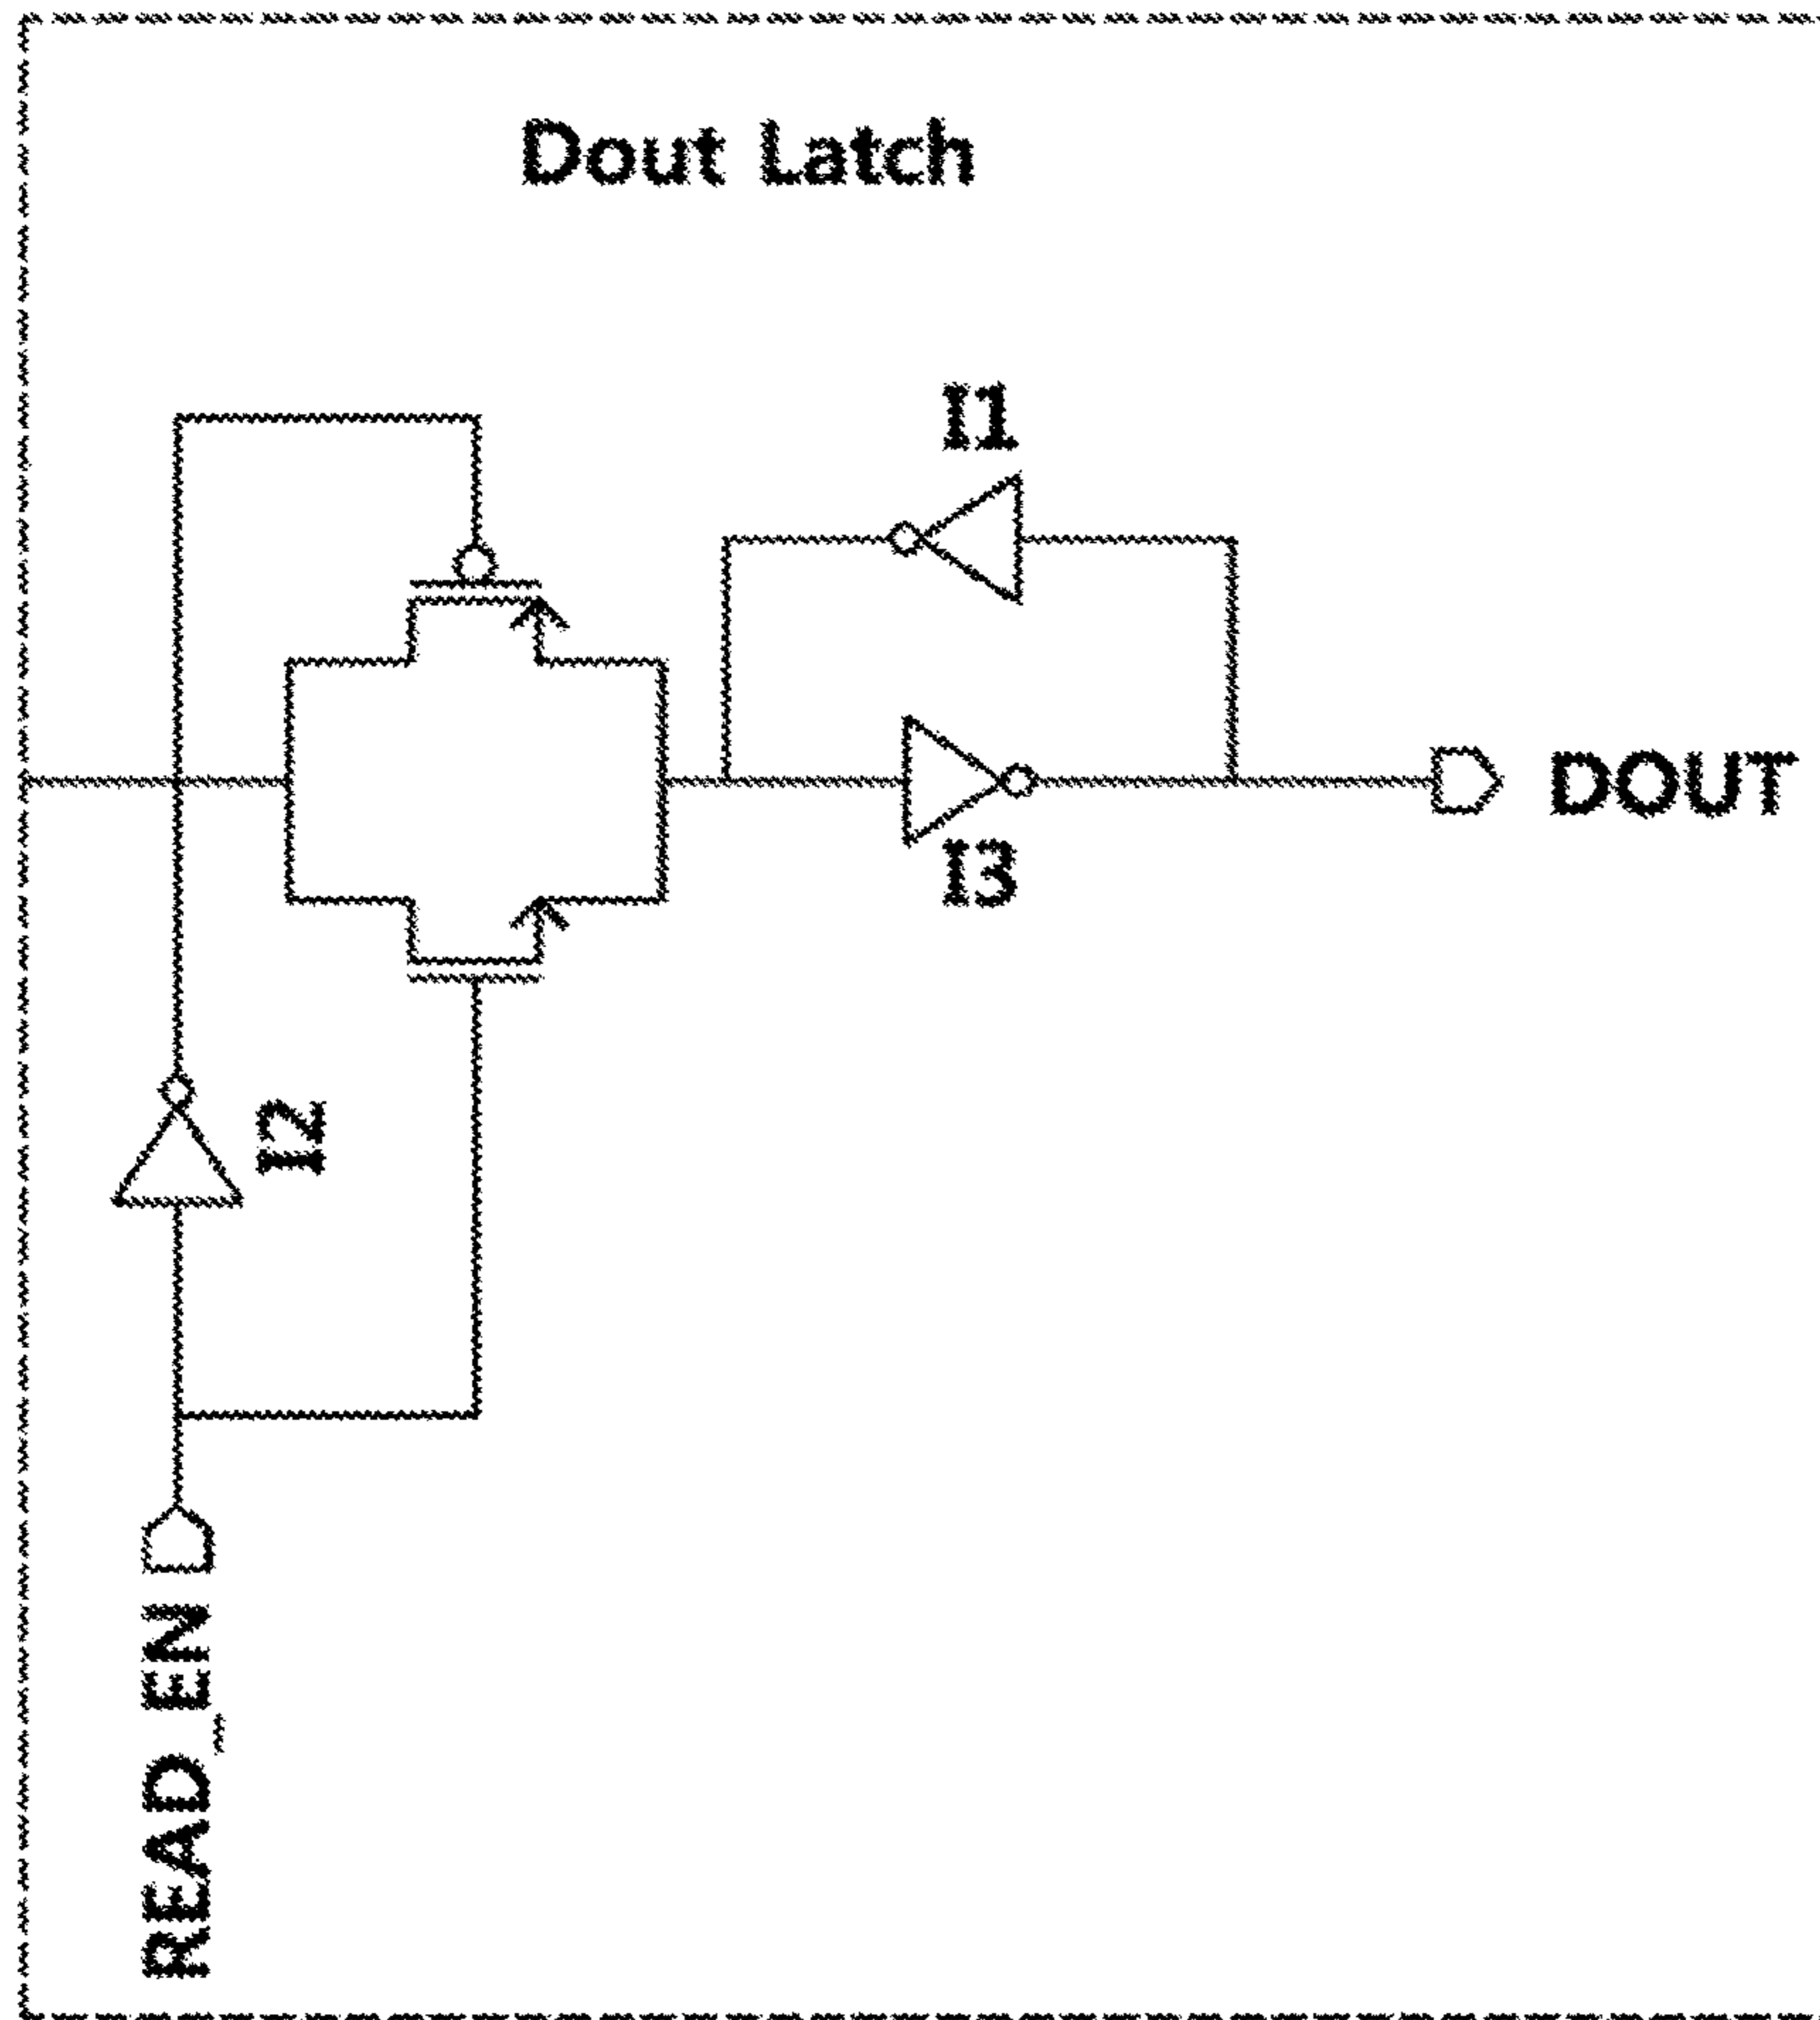 Dout Latch
I1
DOUT
I3
I2
READ_EN